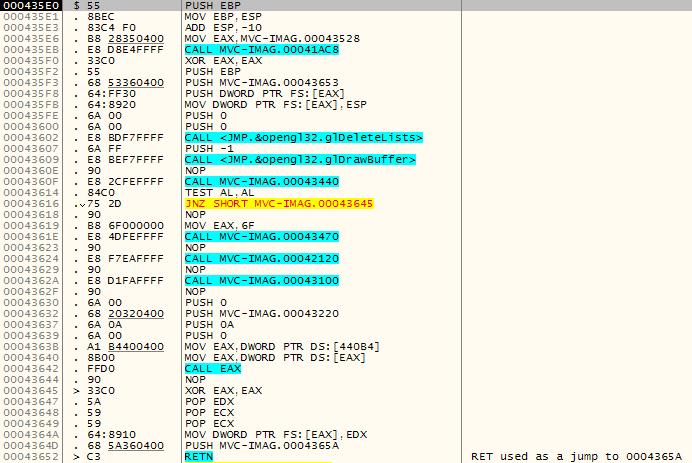 000435E0 $ 55 PUSH EBP
000435E1 . 8BEC MOV EBP,ESP
000435E3 . 83C4 F0 ADD ESP,-10
000435E6 . B8 28350400 MOV EAX,MVC-IMAG.00043528
000435EB . E8 D8E4FFFF CALL MVC-IMAG.00041AC8
000435F0 . 33C0 XOR EAX,EAX
000435F2 . 55 PUSH EBP
000435F3 . 68 53360400 PUSH MVC-IMAG.00043653
000435F8 . 64:FF30 PUSH DWORD PTR FS:[EAX]
000435FB . 64:8920 MOV DWORD PTR FS:[EAX],ESP
000435FE . 6A 00 PUSH 0
00043600 . 6A 00 PUSH 0
00043602 . E8 BDF7FFFF CALL <JMP.&opengl32.glDeleteLists>
00043607 . 6A FF PUSH -1
00043609 . E8 BEF7FFFF CALL <JMP.&opengl32.glDrawBuffer>
0004360E . 90 NOP
0004360F . E8 2CFEFFFF CALL MVC-IMAG.00043440
00043614 . 84C0 TEST AL,AL
00043616 .v 75 2D JNZ SHORT MVC-IMAG.00043645
00043618 . 90 NOP
00043619 . B8 6F000000 MOV EAX,6F
0004361E . E8 4DFEFFFF CALL MVC-IMAG.00043470
00043623 . 90 NOP
00043624 . E8 F7EAFFFF CALL MVC-IMAG.00042120
00043629 . 90 NOP
0004362A . E8 D1FAFFFF CALL MVC-IMAG.00043100
0004362F . 90 NOP
00043630 . 6A 00 PUSH 0
00043632 . 68 20320400 PUSH MVC-IMAG.00043220
00043637 . 6A 0A PUSH 0A
00043639 . 6A 00 PUSH 0
0004363B . A1 B4400400 MOV EAX,DWORD PTR DS:[440B4]
00043640 . 8B00 MOV EAX,DWORD PTR DS:[EAX]
00043642 . FFD0 CALL EAX
00043644 . 90 NOP
00043645 > 33C0 XOR EAX,EAX
00043647 . 5A POP EDX
00043648 . 59 POP ECX
00043649 . 59 POP ECX
0004364A . 64:8910 MOV DWORD PTR FS:[EAX],EDX
0004364D . 68 5A360400 PUSH MVC-IMAG.0004365A
00043652 > C3 RETN RET used as a jump to 0004365A